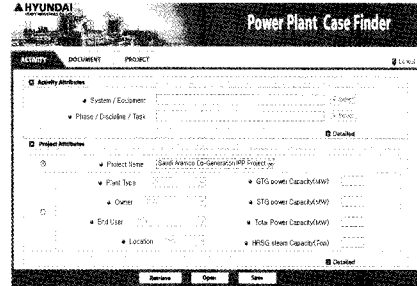 HYUNDAI
Power Plant Case Finder
ACTIVITY DOCUMENT PROJECT
Activity Attributes
System / Equipment
Phase / Discipline / Task
Detailed
Project Attributes
Project Name Saudi Aramco Co-Generation IPP Project
Plant Type GTG power Capacity(MW)
Owner STG power Capacity(MW)
End User Total Power Capacity(MW)
Location HRSG steam Capacity
Detailed
Retrieve Open Save